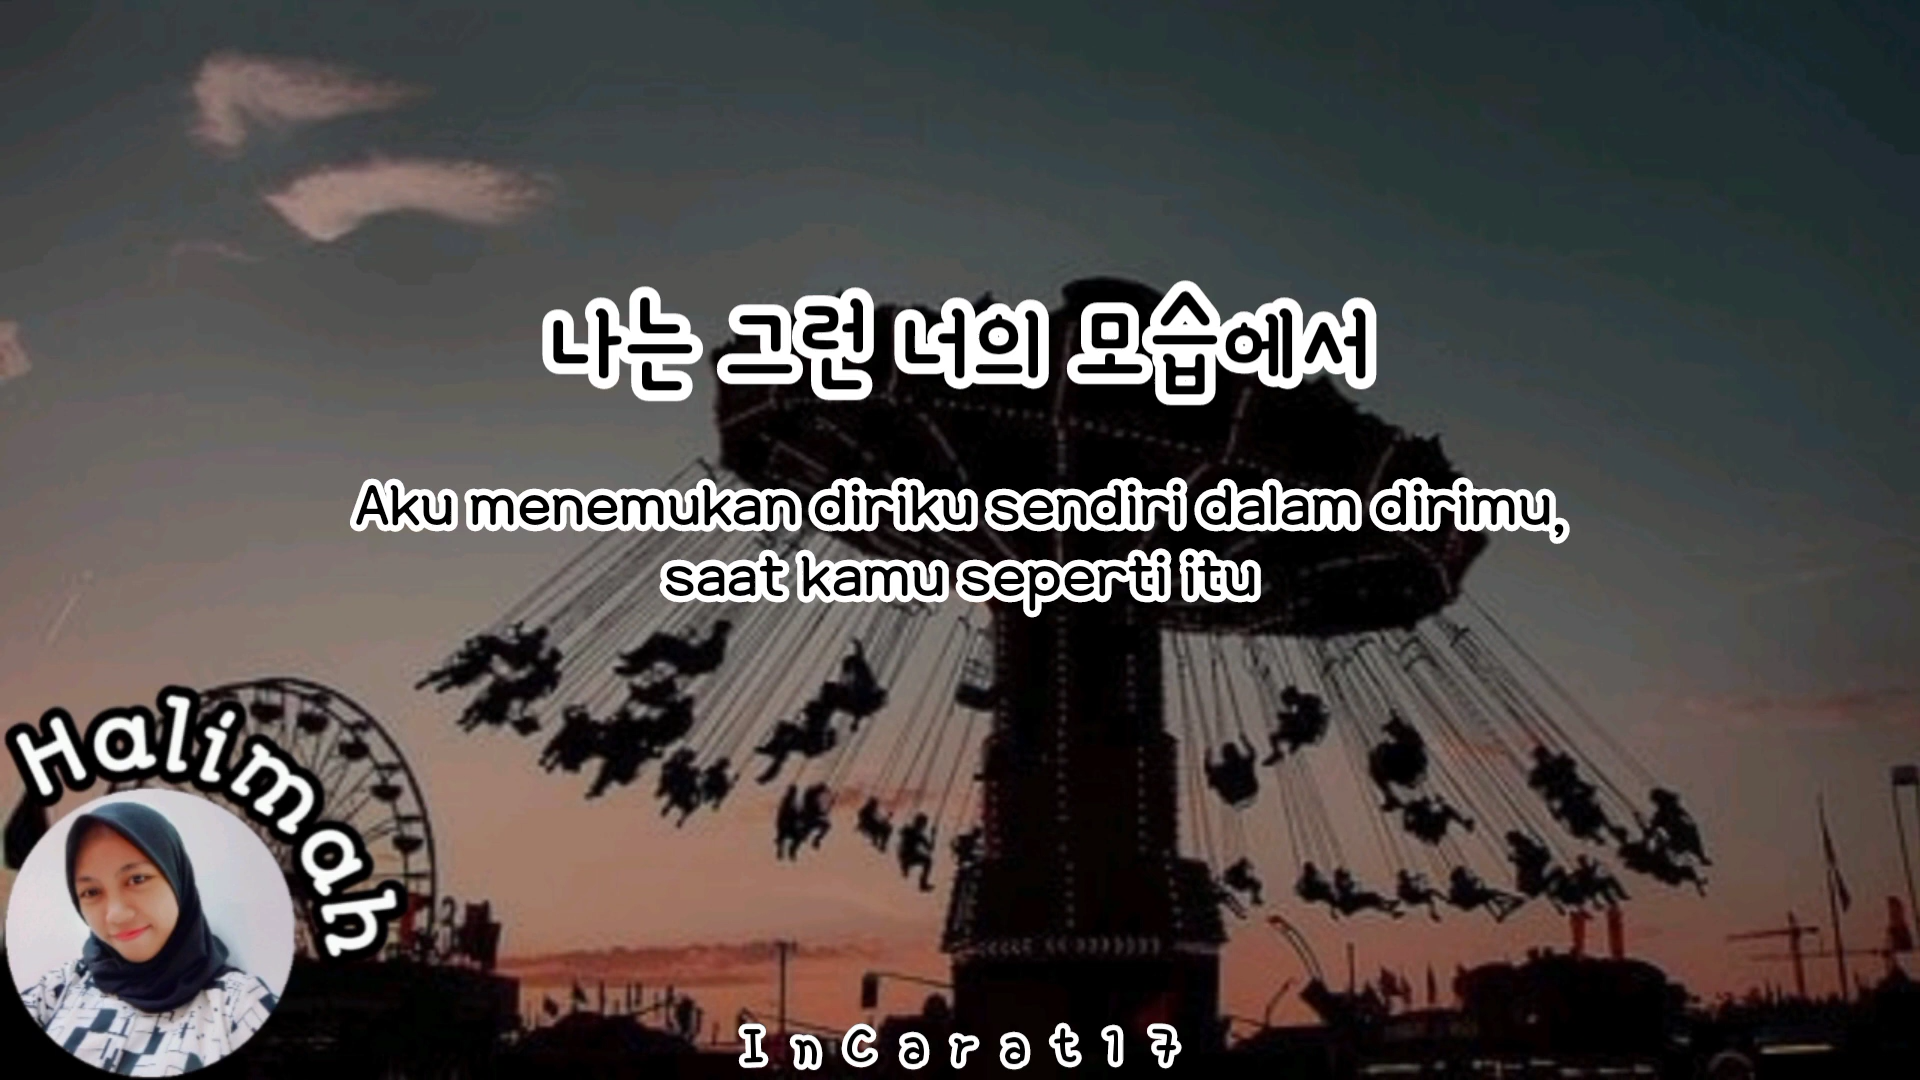 나는 그런 너의 모습에서
Aku menemukan diriku sendiri dalam dirimu,
saat kamu seperti itu
Halimah
InCarat17